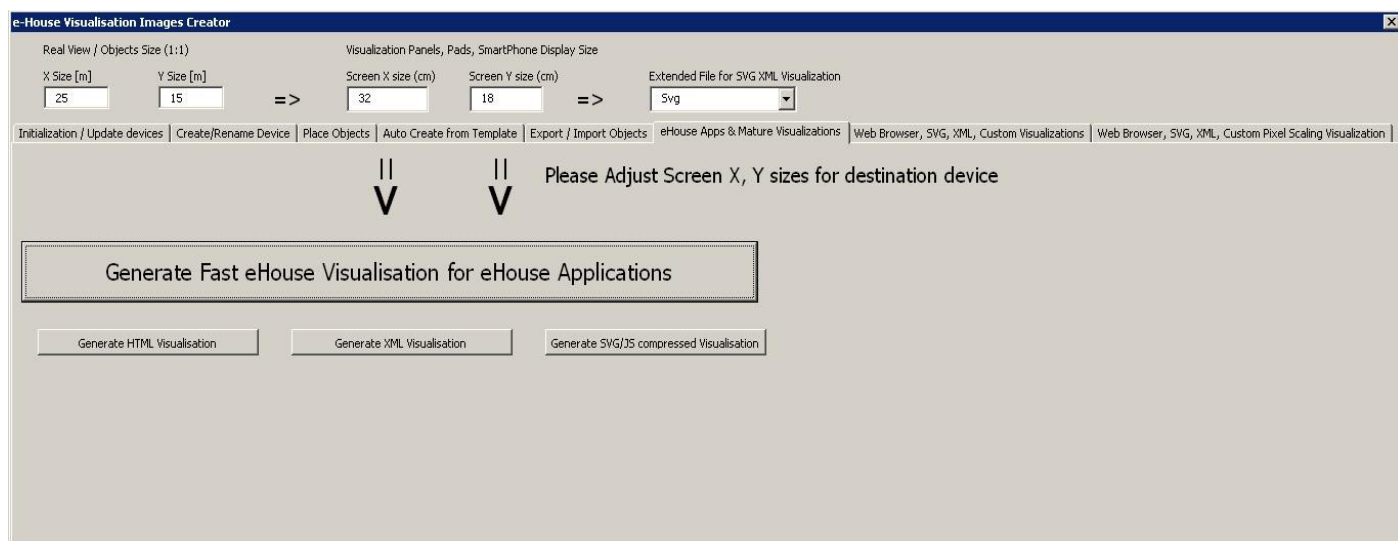 e-House Visualisation Images Creator
Real View / Objects Size (1:1)
Visualization Panels, Pads, SmartPhone Display Size
X Size [m]
Y Size [m]
Screen X size (cm)
Screen Y size (cm)
Extended File for SVG XML Visualization
25
15
=>
32
18
=>
Svg
Initialization / Update devices
Create/Rename Device
Place Objects
Auto Create from Template
Export / Import Objects
eHouse Apps & Mature Visualizations
Web Browser, SVG, XML, Custom Visualizations
Web Browser, SVG, XML, Custom Pixel Scaling Visualization
Please Adjust Screen X, Y sizes for destination device
Generate Fast eHouse Visualisation for eHouse Applications
Generate HTML Visualisation
Generate XML Visualisation
Generate SVG/JS compressed Visualisation